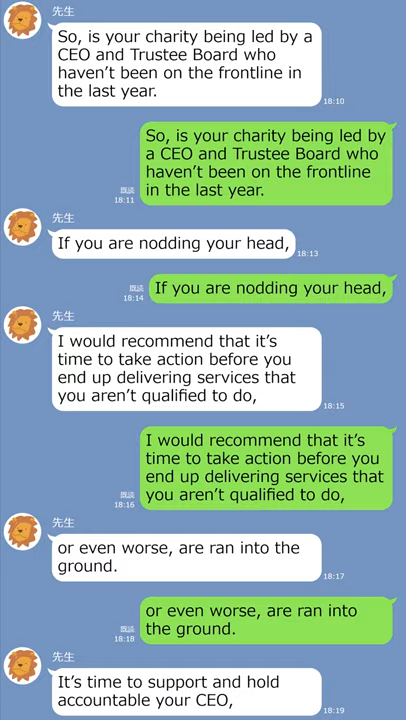 先生
So, is your charity being led by a
CEO and Trustee Board who
haven't been on the frontline in
the last year.
18:10
So, is your charity being led by
a CEO and Trustee Board who
haven't been on the frontline
in the last year.
既読
18:11
先生
If you are nodding your head,
18:13
If you are nodding your head,
既読
18:14
先生
I would recommend that it's
time to take action before you
end up delivering services that
you aren't qualified to do,
18:15
I would recommend that it's
time to take action before you
end up delivering services that
you aren't qualified to do,
既読
18:16
先生
or even worse, are ran into the
ground.
18:17
or even worse, are ran into
the ground.
既読
18:18
先生
It's time to support and hold
accountable your CEO,
18:19